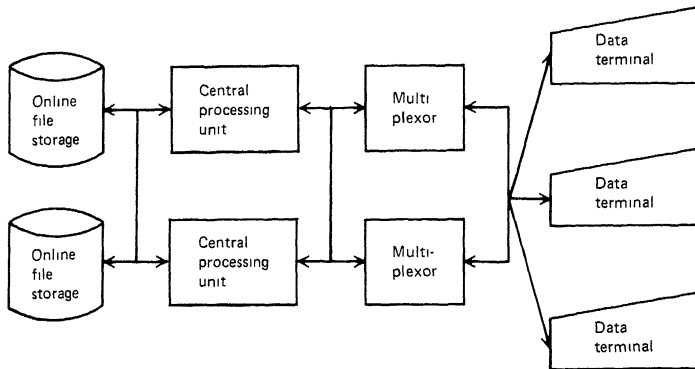 Online
file
storage
Central
processing
unit
Multi
plexor
Data
terminal
Data
terminal
Online
file
storage
Central
processing
unit
Multi-
plexor
Data
terminal